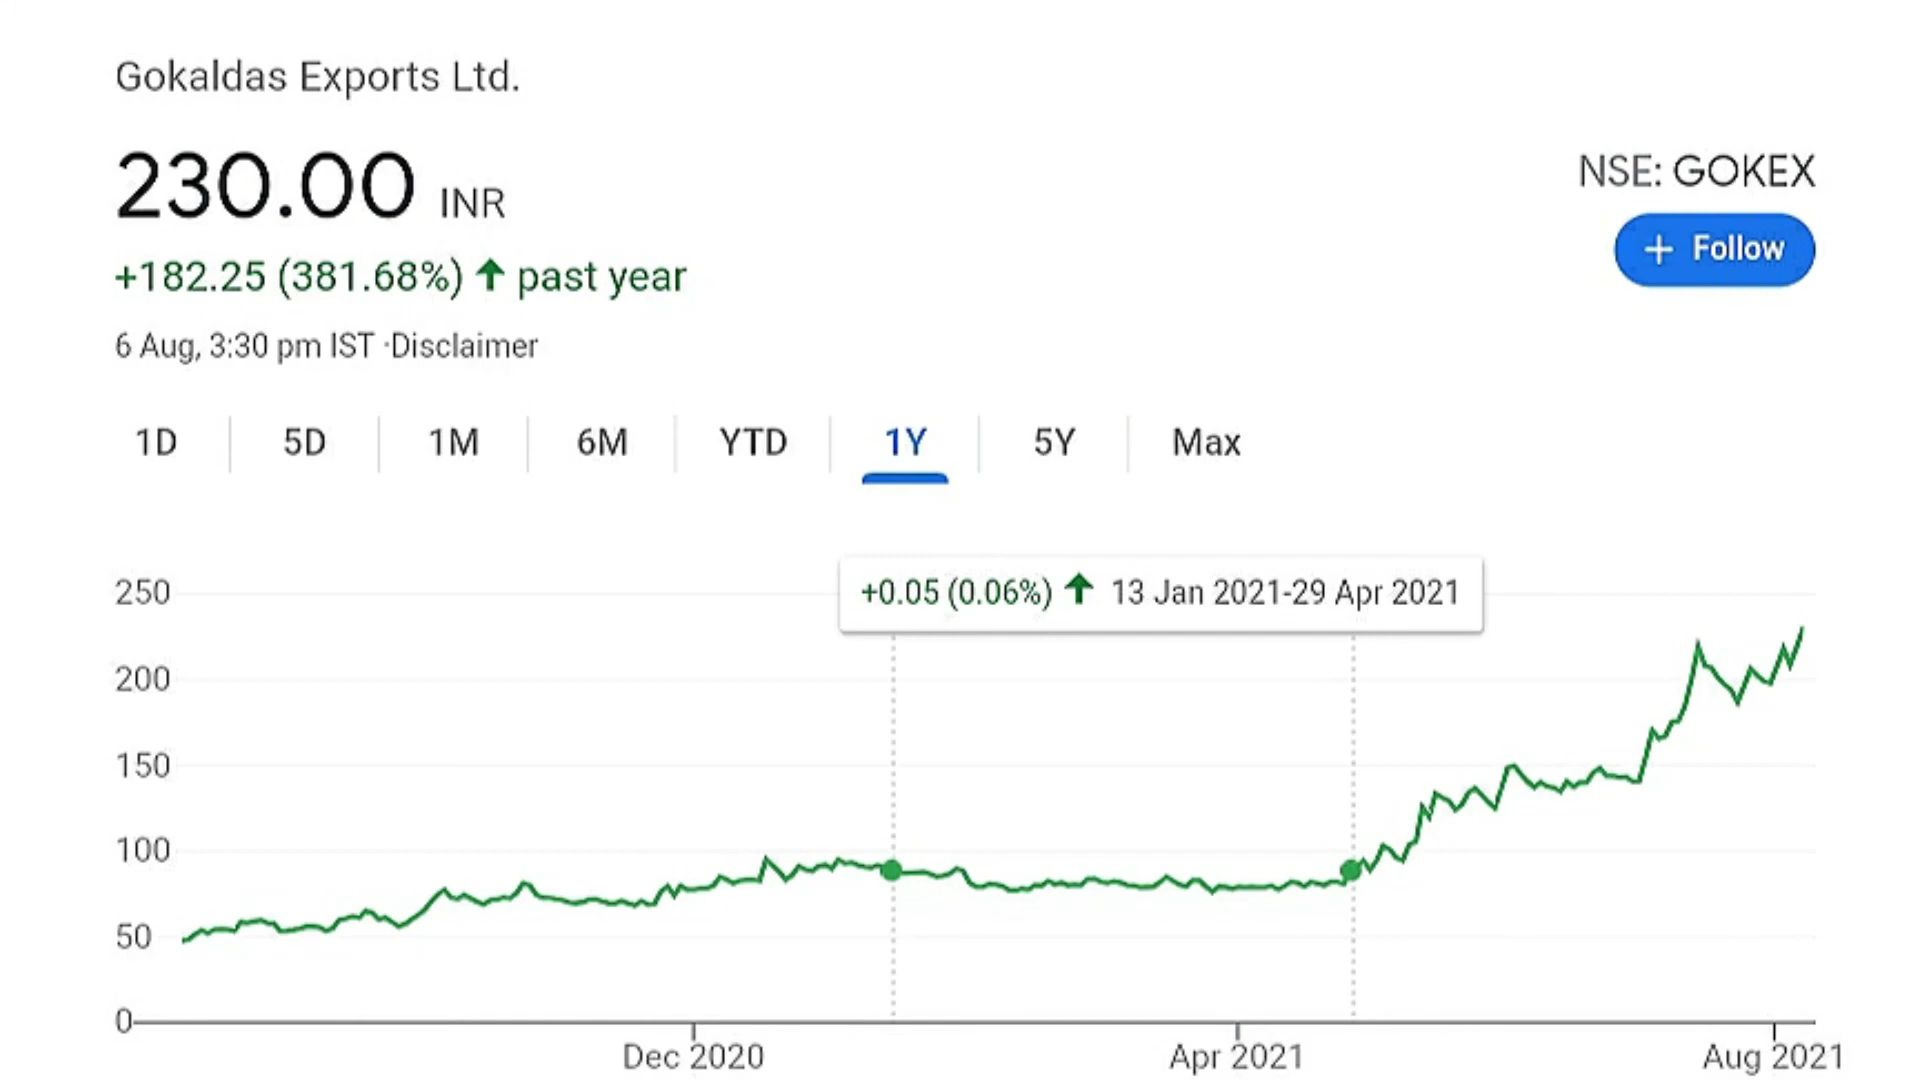 Gokaldas Exports Ltd.
230.00 INR
NSE: GOKEX
+ Follow
+182.25 (381.68%) ↑ past year
6 Aug, 3:30 pm IST ·Disclaimer
1D 5D 1M 6M YTD 1Y 5Y Max
+0.05 (0.06%) ↑ 13 Jan 2021-29 Apr 2021
250
200
150
100
50
0
Dec 2020 Apr 2021 Aug 2021